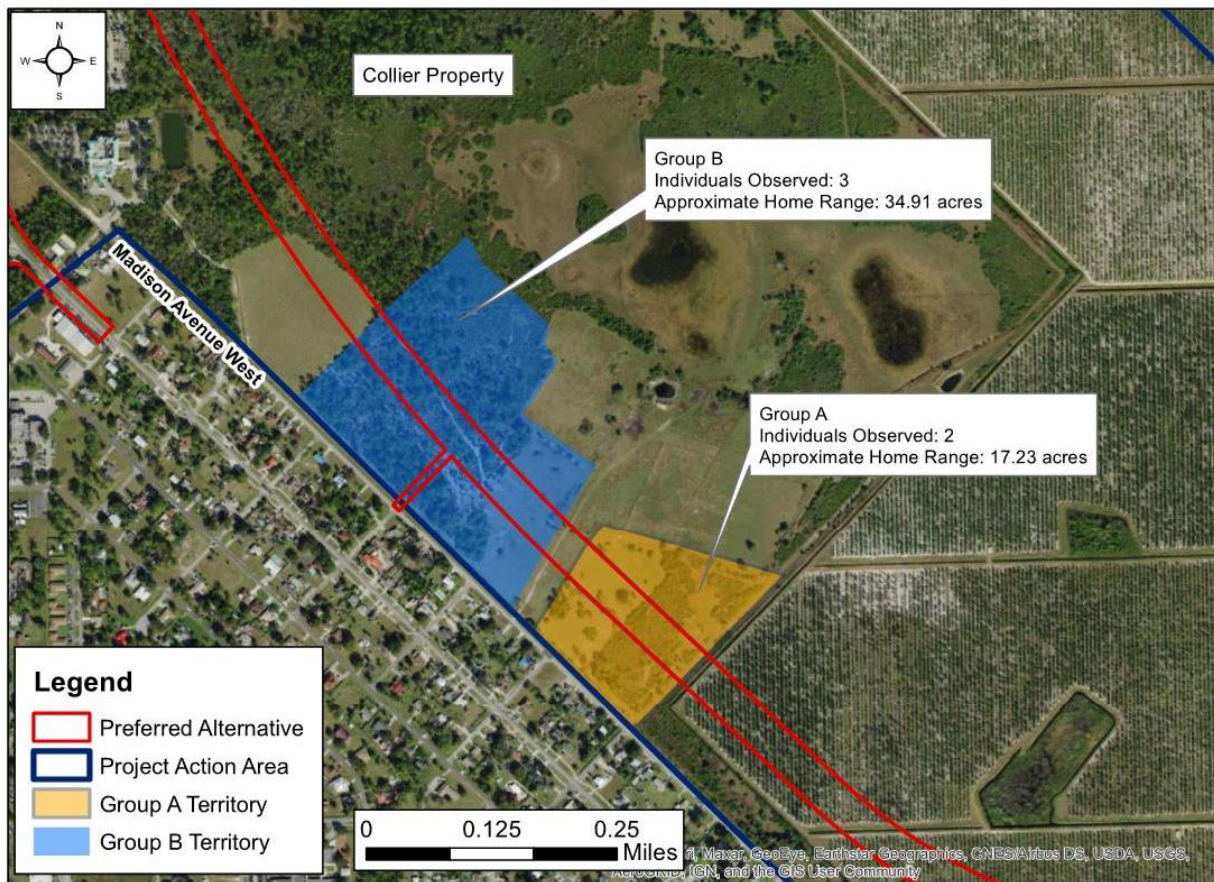 N
W E
S
Collier Property
Group B
Individuals Observed: 3
Approximate Home Range: 34.91 acres
Madison Avenue West
Group A
Individuals Observed: 2
Approximate Home Range: 17.23 acres
Legend
Preferred Alternative
Project Action Area
Group A Territory
Group B Territory
0 0.125 0.25
Miles
Maxar, GeoEye, Earthstar Geographics, CNES/Airbus DS, USDA, USGS,
AeroGRID, IGN, and the GIS User Community